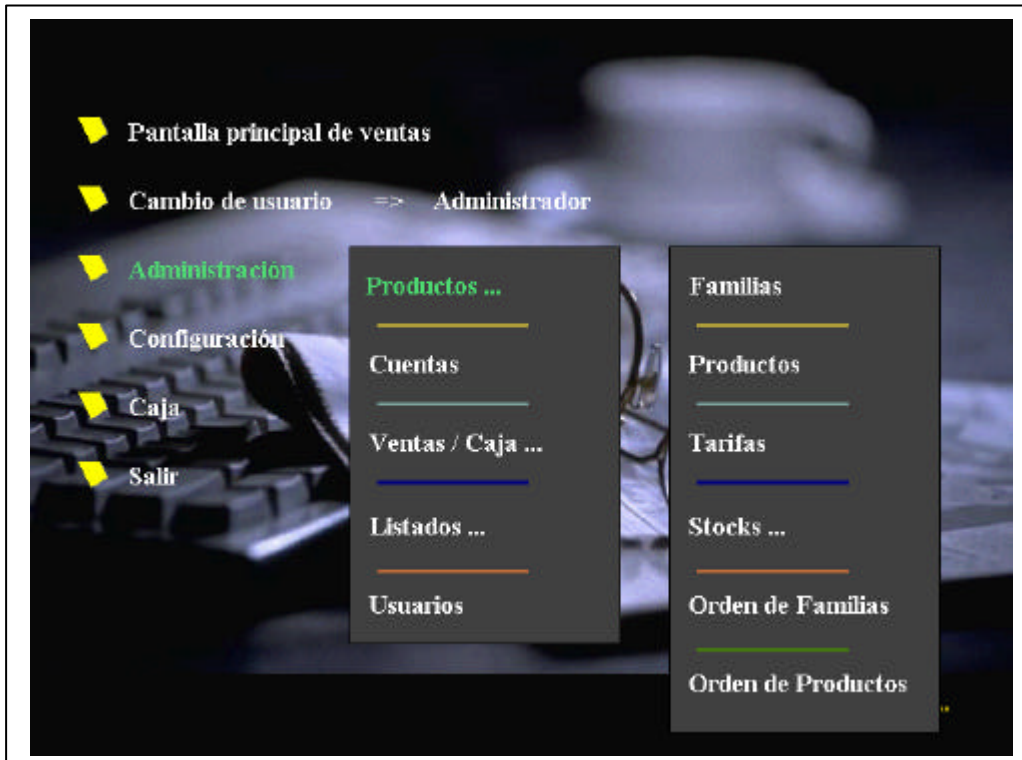 Pantalla principal de ventas
Cambio de usuario => Administrador
Administración
Configuración
Caja
Salir
Productos ...
Cuentas
Ventas / Caja ...
Listados ...
Usuarios
Familias
Productos
Tarifas
Stocks ...
Orden de Familias
Orden de Productos